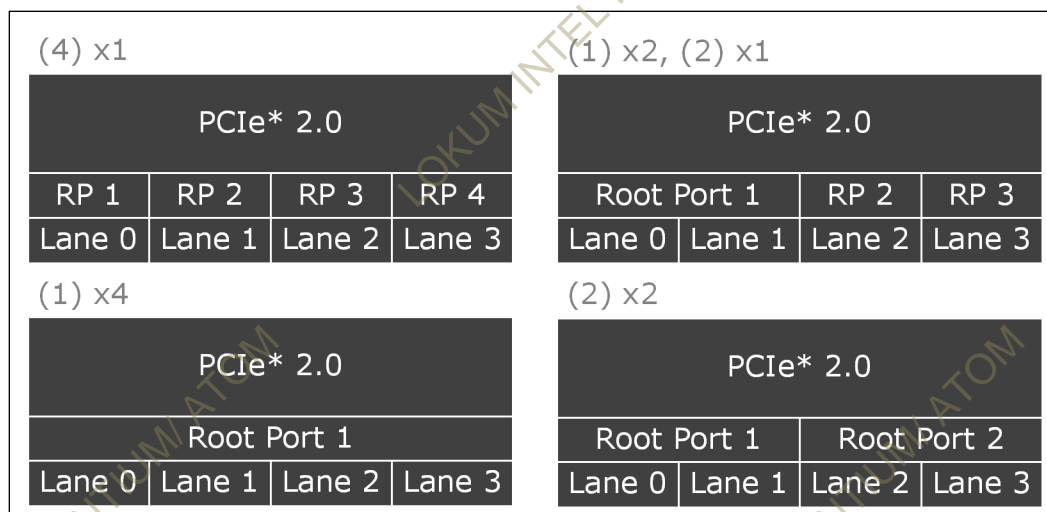 (4) x1
PCIe* 2.0
RP 1 RP 2 RP 3 RP 4
Lane 0 Lane 1 Lane 2 Lane 3
(1) x2, (2) x1
PCIe* 2.0
Root Port 1 RP 2 RP 3
Lane 0 Lane 1 Lane 2 Lane 3
(1) x4
PCIe* 2.0
Root Port 1
Lane 0 Lane 1 Lane 2 Lane 3
(2) x2
PCIe* 2.0
Root Port 1 Root Port 2
Lane 0 Lane 1 Lane 2 Lane 3
LOKUM INTEL
/ ATOM
/ ATOM